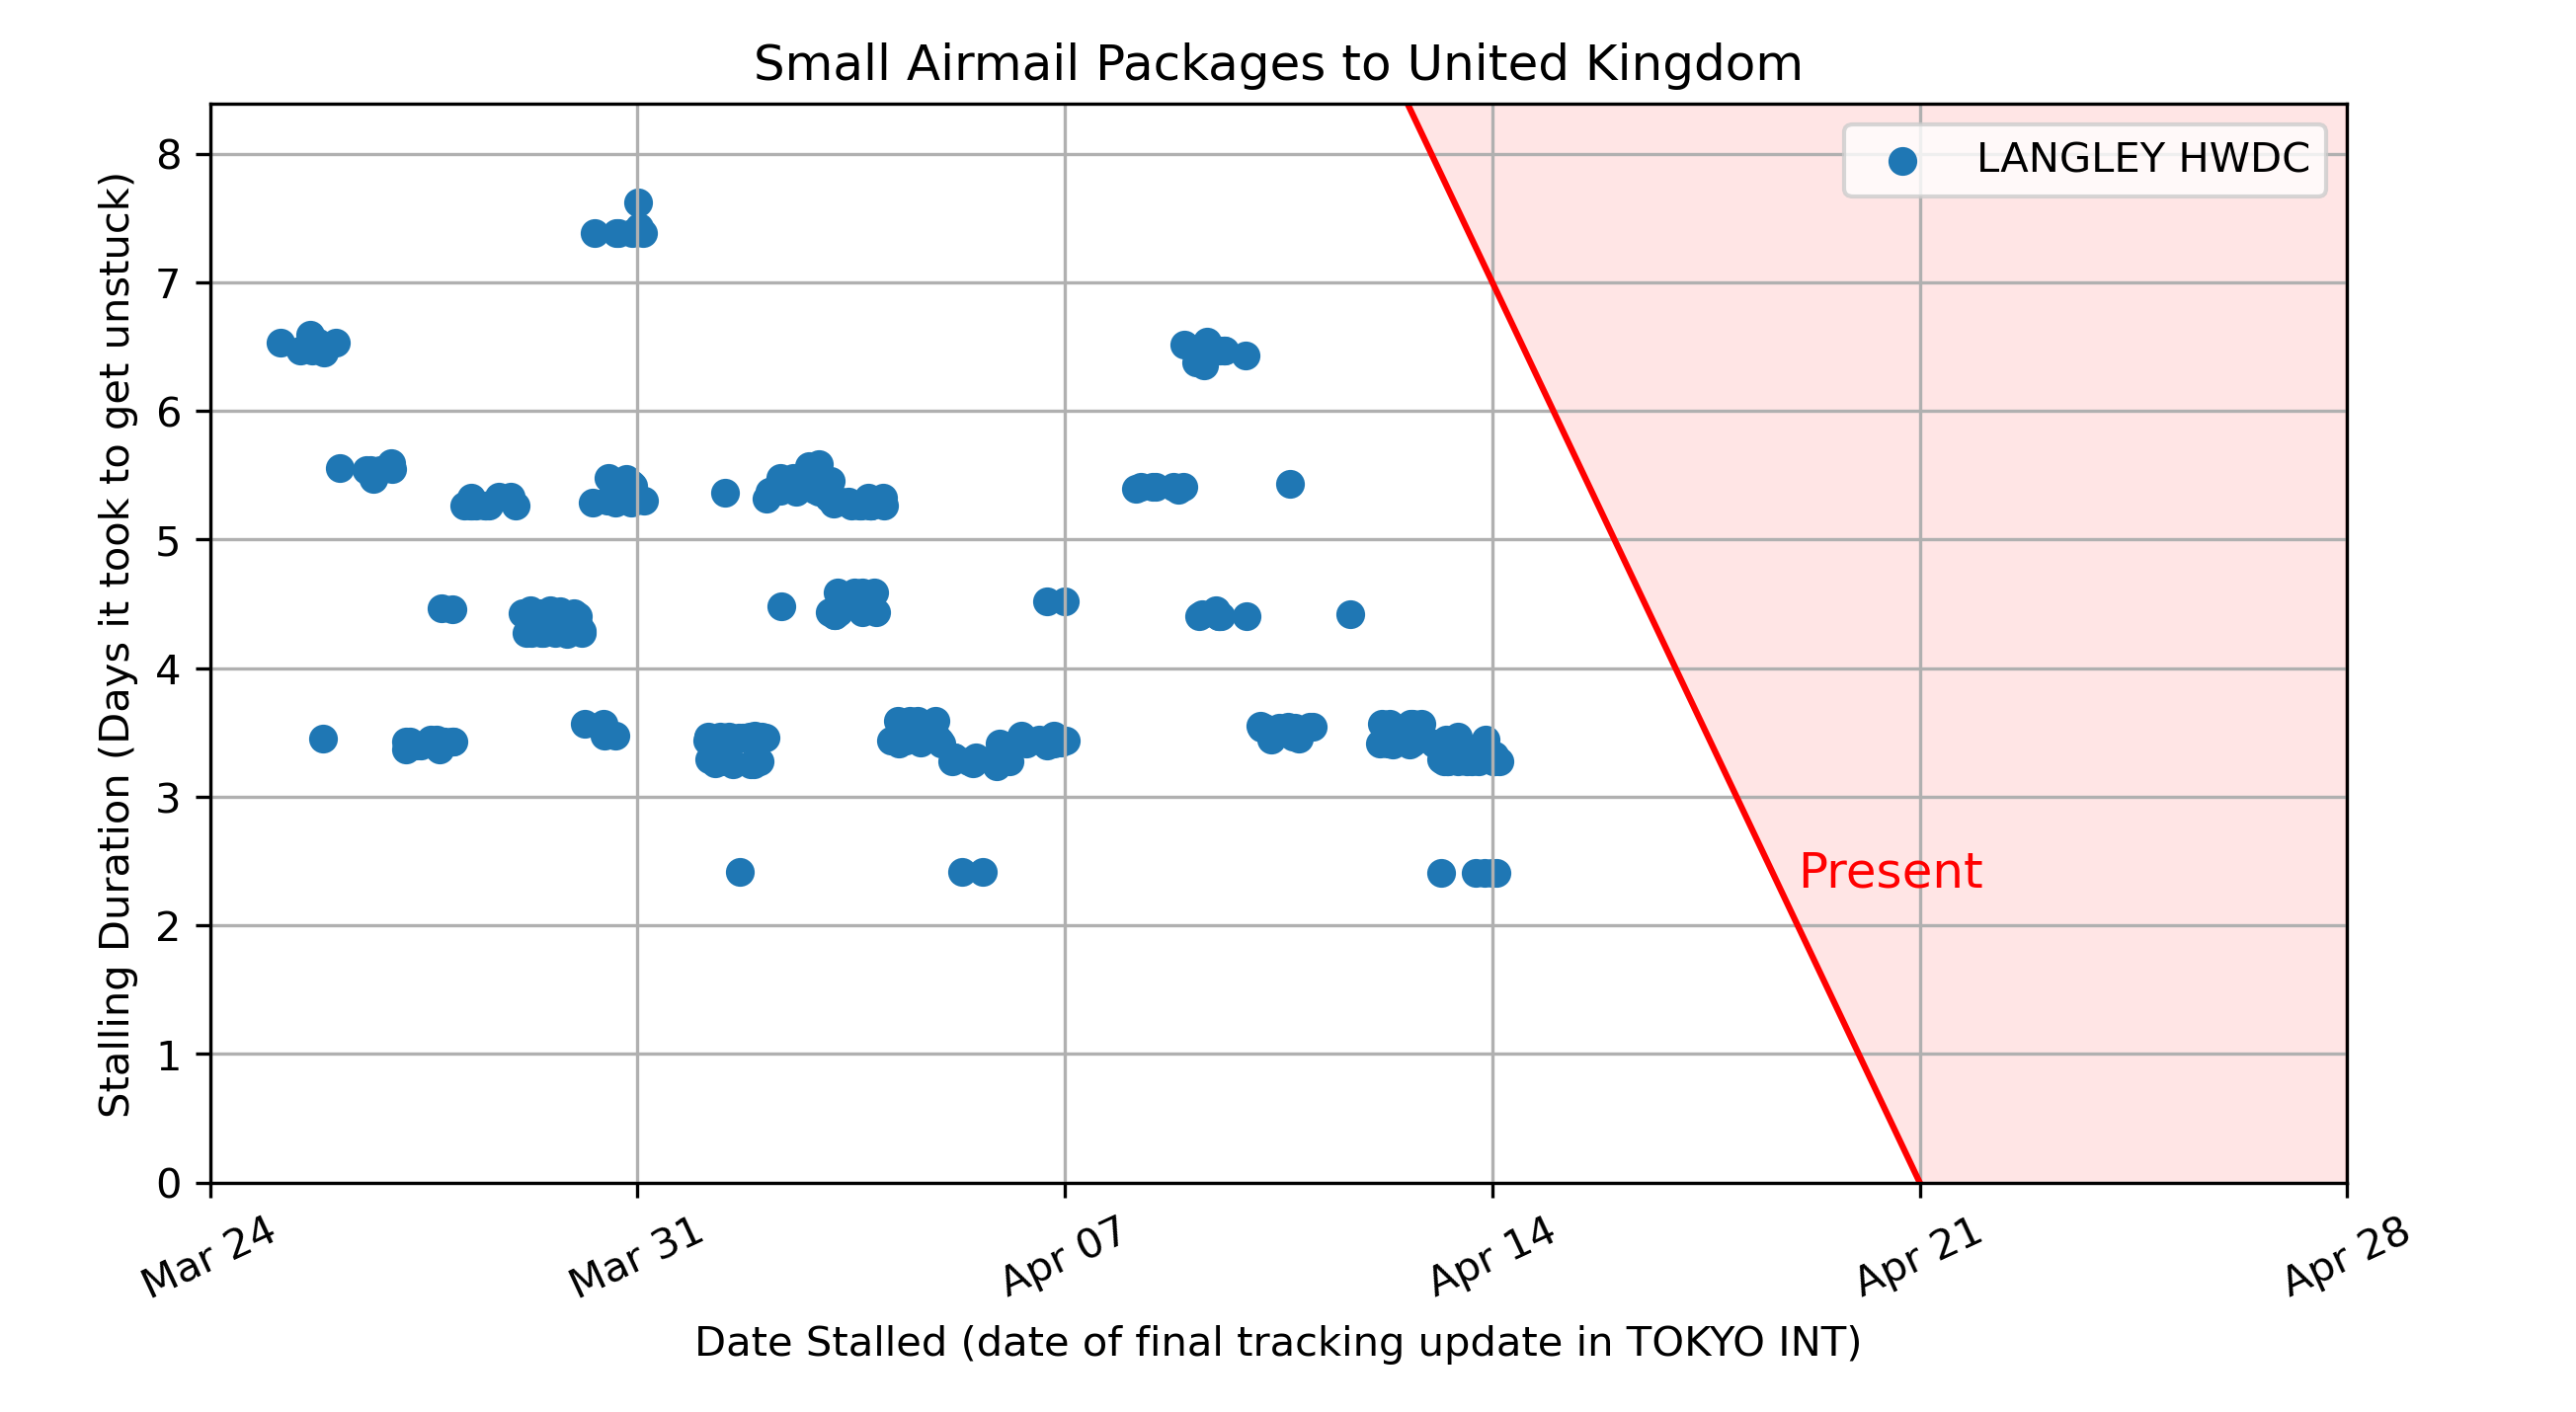 Small Airmail Packages to United Kingdom
LANGLEY HWDC
Stalling Duration (Days it took to get unstuck)
8
7
6
5
4
3
2
1
0
Present
Mar 24
Mar 31
Apr 07
Apr 14
Apr 21
Apr 28
Date Stalled (date of final tracking update in TOKYO INT)